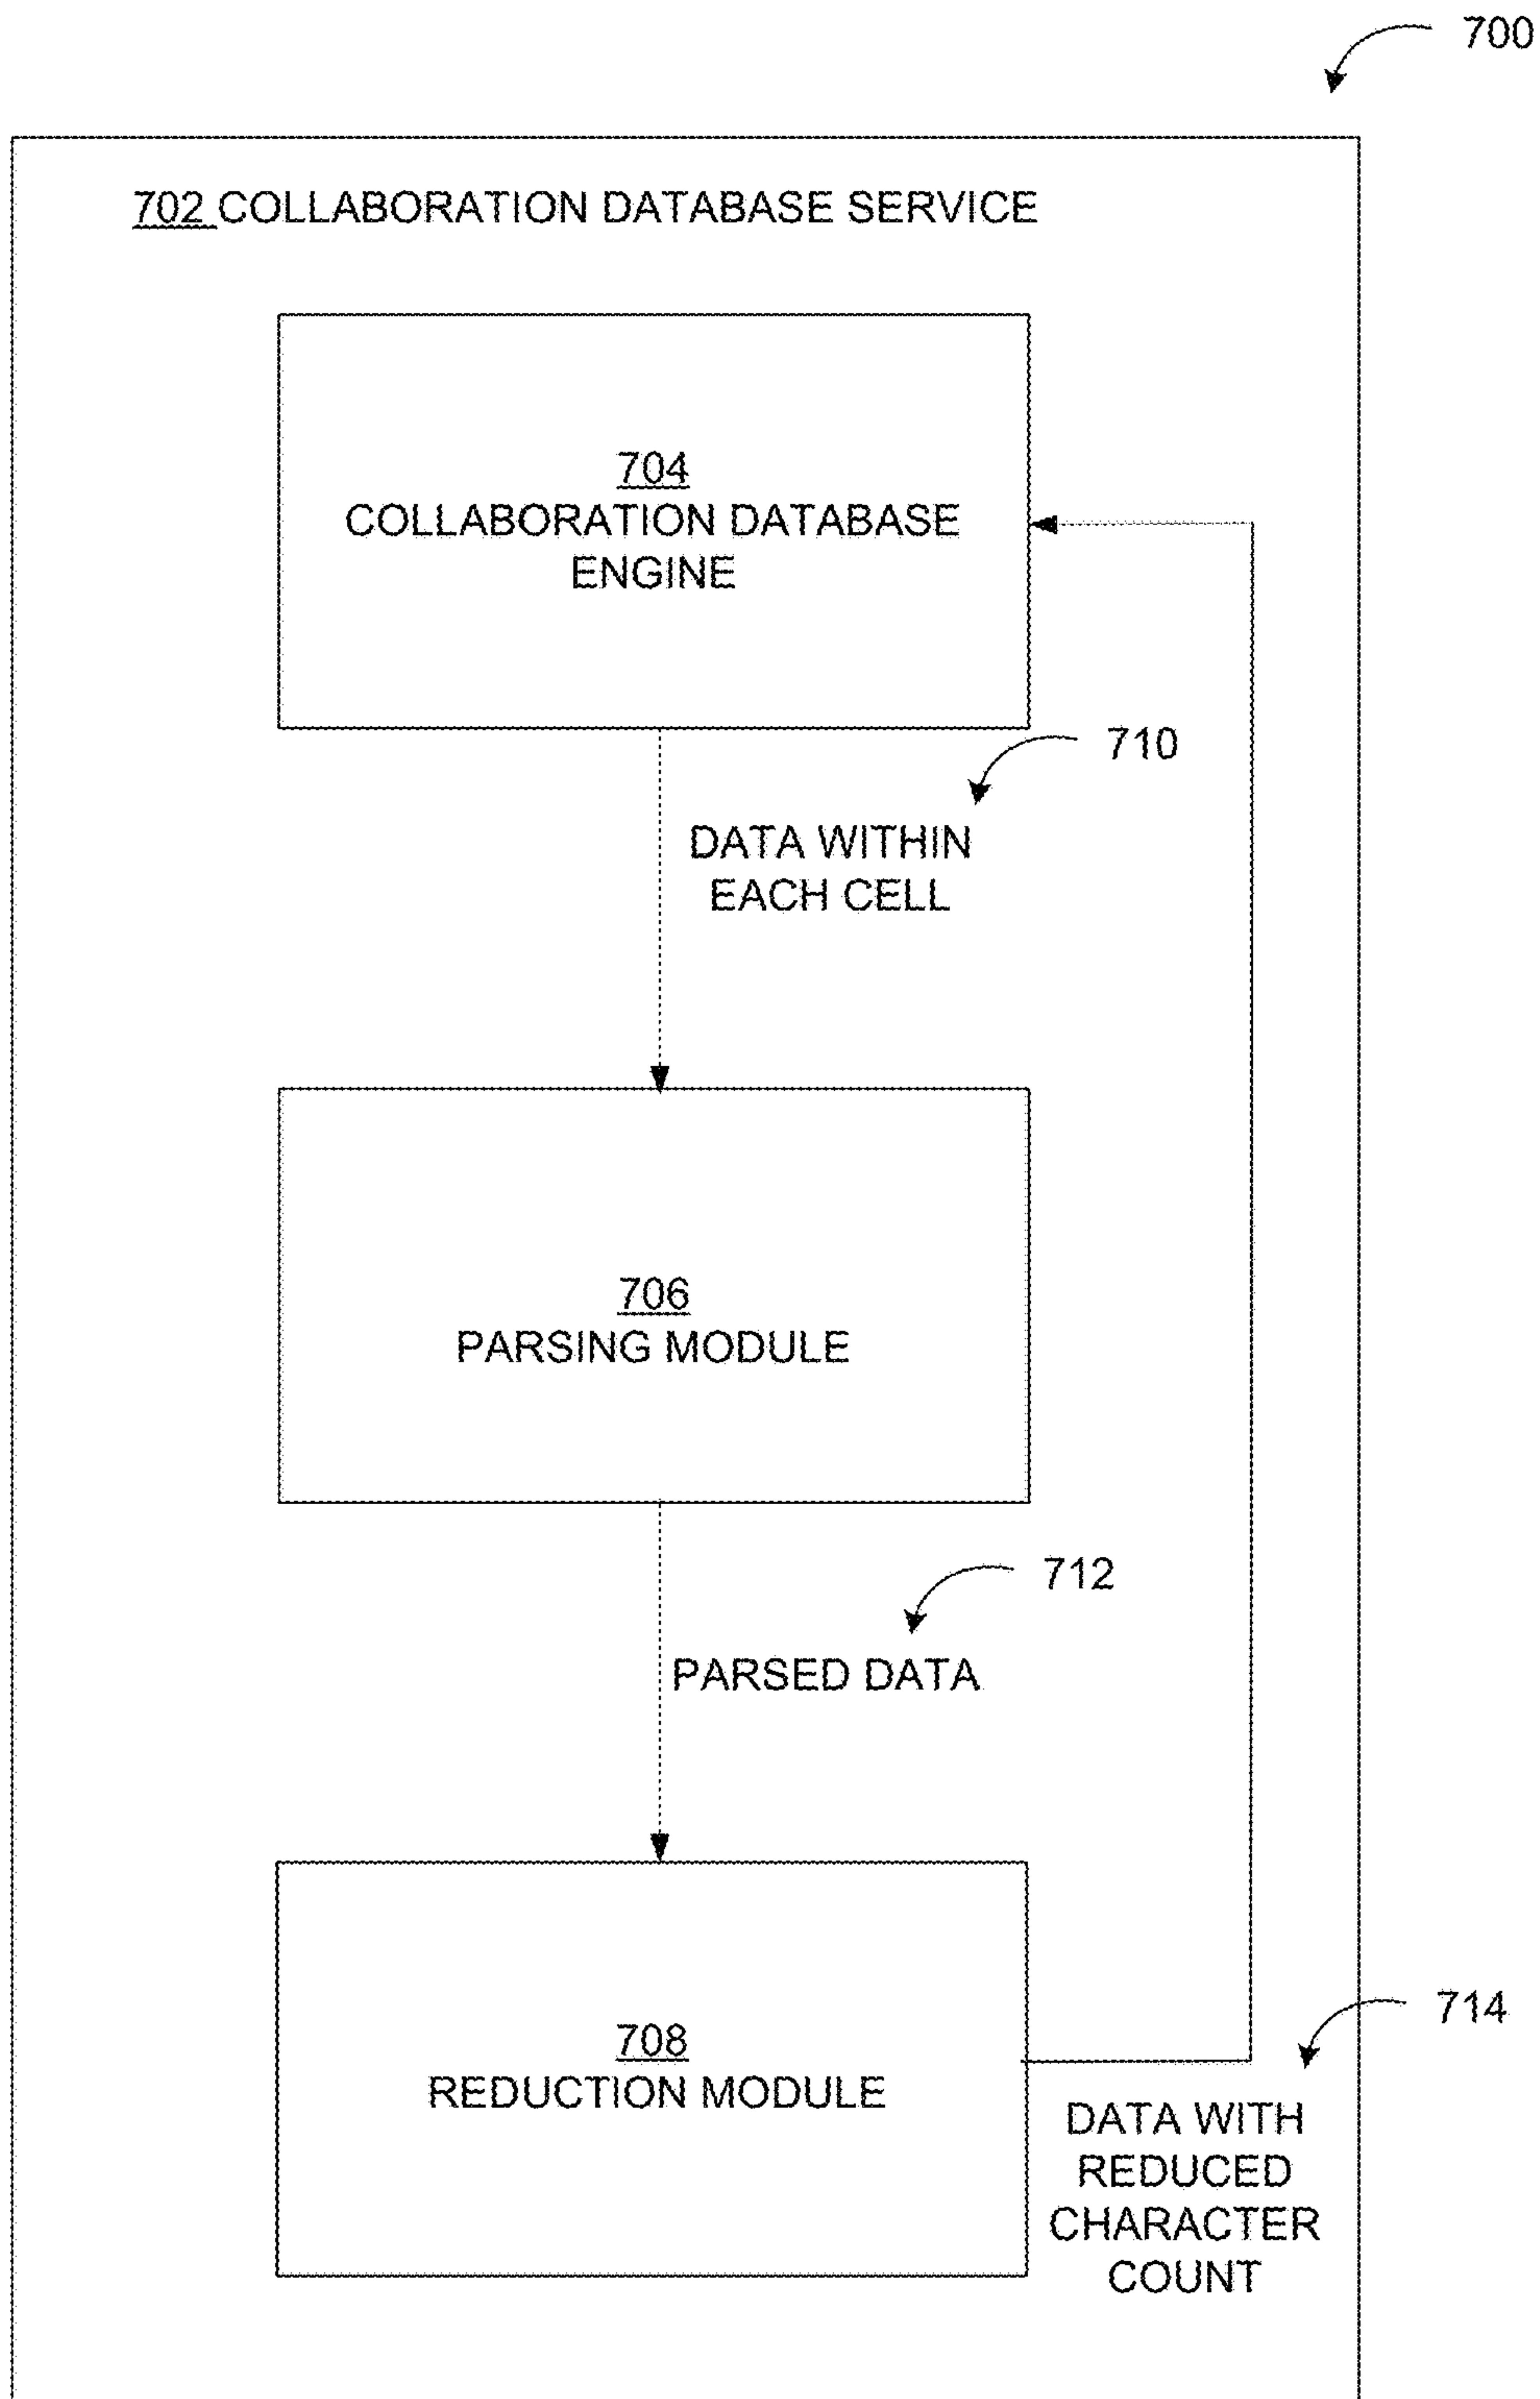 700
702 COLLABORATION DATABASE SERVICE
704
COLLABORATION DATABASE
ENGINE
710
DATA WITHIN
EACH CELL
706
PARSING MODULE
712
PARSED DATA
708
REDUCTION MODULE
714
DATA WITH
REDUCED
CHARACTER
COUNT